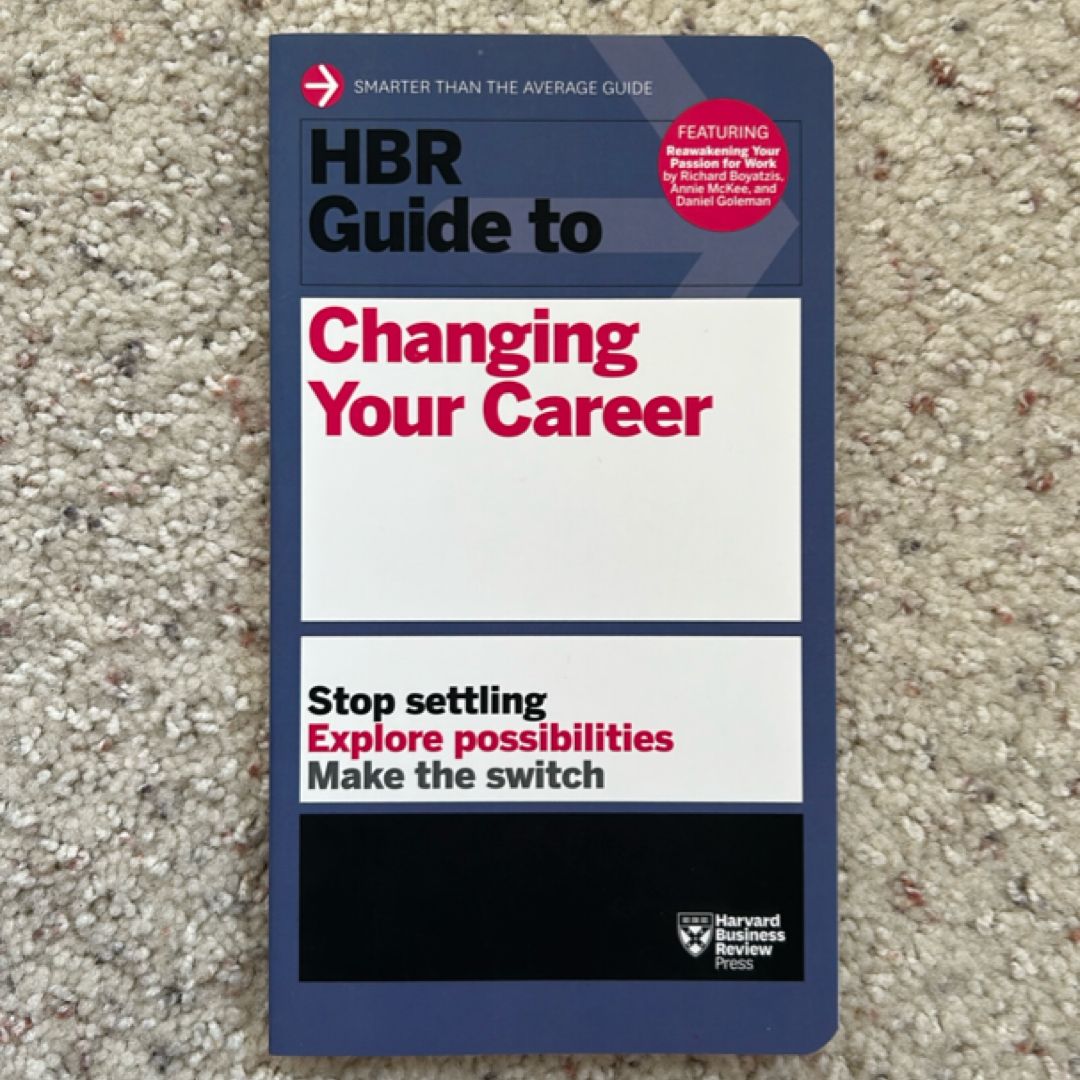 SMARTER THAN THE AVERAGE GUIDE
HBR
Guide to
FEATURING
Reawakening Your
Passion for Work
by Richard Boyatzis,
Annie McKee, and
Daniel Goleman
Changing
Your Career
Stop settling
Explore possibilities
Make the switch
Harvard
Business
Review
Press